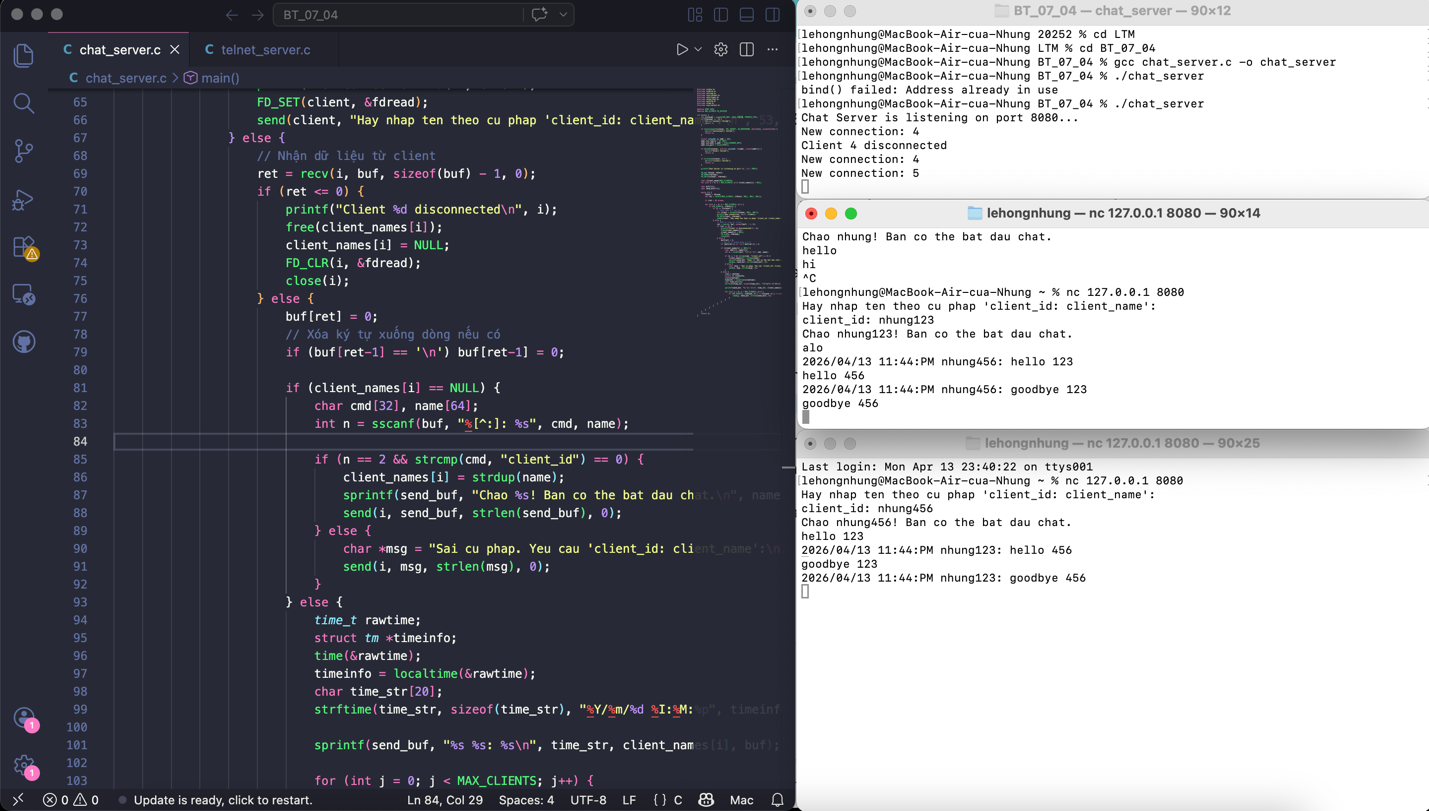 BT_07_04
chat_server.c
telnet_server.c
chat_server.c > main()
65 FD_SET(client, &fdread);
66 send(client, "Hay nhap ten theo cu phap 'client_id: client_na
67 } else {
68 // Nhận dữ liệu từ client
69 ret = recv(i, buf, sizeof(buf) - 1, 0);
70 if (ret <= 0) {
71 printf("Client %d disconnected\n", i);
72 free(client_names[i]);
73 client_names[i] = NULL;
74 FD_CLR(i, &fdread);
75 close(i);
76 } else {
77 buf[ret] = 0;
78 // Xóa ký tự xuống dòng nếu có
79 if (buf[ret-1] == '\n') buf[ret-1] = 0;
80
81 if (client_names[i] == NULL) {
82 char cmd[32], name[64];
83 int n = sscanf(buf, "%[^:]: %s", cmd, name);
84
85 if (n == 2 && strcmp(cmd, "client_id") == 0) {
86 client_names[i] = strdup(name);
87 sprintf(send_buf, "Chao %s! Ban co the bat dau chat.\n", name
88 send(i, send_buf, strlen(send_buf), 0);
89 } else {
90 char *msg = "Sai cu phap. Yeu cau 'client_id: client_name':\n
91 send(i, msg, strlen(msg), 0);
92 }
93 } else {
94 time_t rawtime;
95 struct tm *timeinfo;
96 time(&rawtime);
97 timeinfo = localtime(&rawtime);
98 char time_str[20];
99 strftime(time_str, sizeof(time_str), "%Y/%m/%d %I:%M:%p", timeinf
100
101 sprintf(send_buf, "%s %s: %s\n", time_str, client_names[i], buf);
102
103 for (int j = 0; j < MAX_CLIENTS; j++) {
1
1
0 0
Update is ready, click to restart.
Ln 84, Col 29
Spaces: 4
UTF-8
LF
{ } C
Mac
BT_07_04 — chat_server — 90×12
[lehongnhung@MacBook-Air-cua-Nhung 20252 % cd LTM
[lehongnhung@MacBook-Air-cua-Nhung LTM % cd BT_07_04
[lehongnhung@MacBook-Air-cua-Nhung BT_07_04 % gcc chat_server.c -o chat_server
[lehongnhung@MacBook-Air-cua-Nhung BT_07_04 % ./chat_server
bind() failed: Address already in use
[lehongnhung@MacBook-Air-cua-Nhung BT_07_04 % ./chat_server
Chat Server is listening on port 8080...
New connection: 4
Client 4 disconnected
New connection: 4
New connection: 5
lehongnhung — nc 127.0.0.1 8080 — 90×14
Chao nhung! Ban co the bat dau chat.
hello
hi
^C
[lehongnhung@MacBook-Air-cua-Nhung ~ % nc 127.0.0.1 8080
Hay nhap ten theo cu phap 'client_id: client_name':
client_id: nhung123
Chao nhung123! Ban co the bat dau chat.
alo
2026/04/13 11:44:PM nhung456: hello 123
hello 456
2026/04/13 11:44:PM nhung456: goodbye 123
goodbye 456
lehongnhung — nc 127.0.0.1 8080 — 90×25
Last login: Mon Apr 13 23:40:22 on ttys001
[lehongnhung@MacBook-Air-cua-Nhung ~ % nc 127.0.0.1 8080
Hay nhap ten theo cu phap 'client_id: client_name':
client_id: nhung456
Chao nhung456! Ban co the bat dau chat.
hello 123
2026/04/13 11:44:PM nhung123: hello 456
goodbye 123
2026/04/13 11:44:PM nhung123: goodbye 456